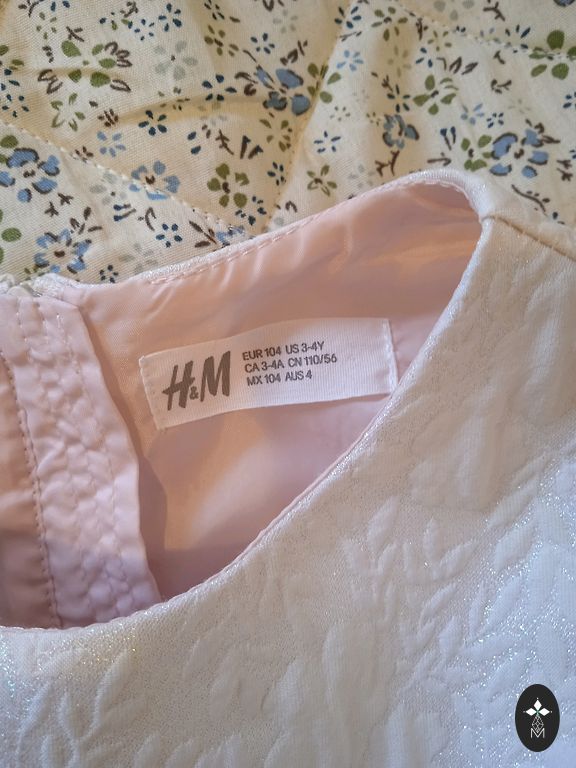 H&M
EUR 104 US 3-4Y
CA 3-4A CN 110/56
MX 104 AUS 4
M